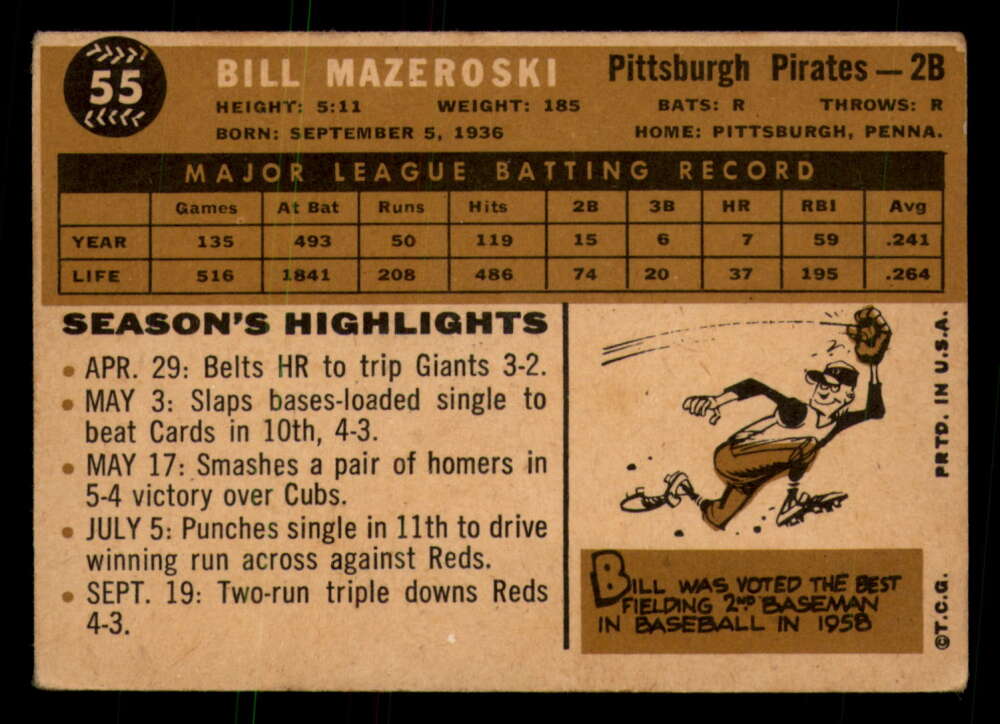 55
BILL MAZEROSKI
Pittsburgh Pirates — 2B
HEIGHT: 5:11 WEIGHT: 185 BATS: R THROWS: R
BORN: SEPTEMBER 5, 1936 HOME: PITTSBURGH, PENNA.
MAJOR LEAGUE BATTING RECORD
Games At Bat Runs Hits 2B 3B HR RBI Avg
YEAR 135 493 50 119 15 6 7 59 .241
LIFE 516 1841 208 486 74 20 37 195 .264
SEASON'S HIGHLIGHTS
• APR. 29: Belts HR to trip Giants 3-2.
• MAY 3: Slaps bases-loaded single to
beat Cards in 10th, 4-3.
• MAY 17: Smashes a pair of homers in
5-4 victory over Cubs.
• JULY 5: Punches single in 11th to drive
winning run across against Reds.
• SEPT. 19: Two-run triple downs Reds
4-3.
BILL WAS VOTED THE BEST
FIELDING 2ND BASEMAN
IN BASEBALL IN 1958
©T.C.G. PRTD. IN U.S.A.